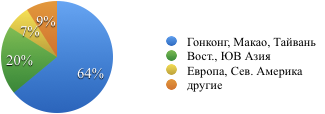 9%
7%
20%
64%
Гонконг, Макао, Тайвань
Вост., ЮВ Азия
Европа, Сев. Америка
другие